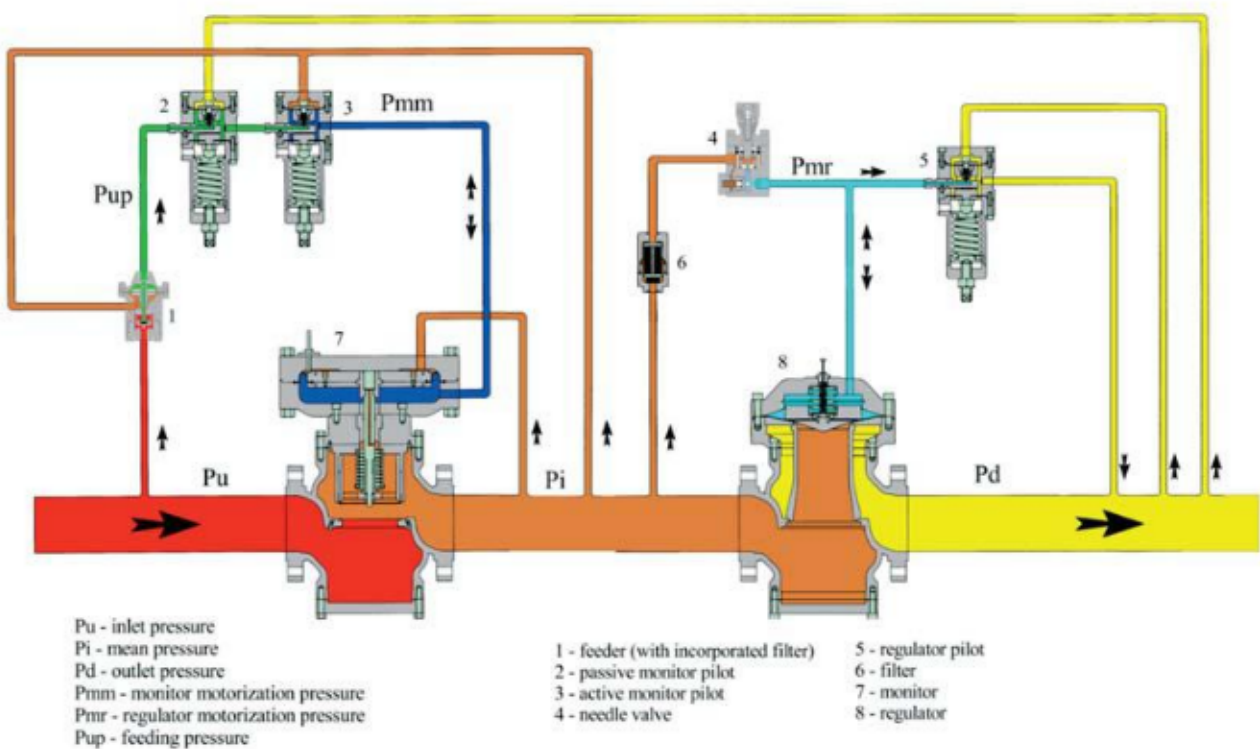 2
3
Pmm
4
Pmr
5
Pup
6
1
7
8
Pu
Pi
Pd
Pu - inlet pressure
Pi - mean pressure
Pd - outlet pressure
Pmm - monitor motorization pressure
Pmr - regulator motorization pressure
Pup - feeding pressure
1 - feeder (with incorporated filter)
2 - passive monitor pilot
3 - active monitor pilot
4 - needle valve
5 - regulator pilot
6 - filter
7 - monitor
8 - regulator